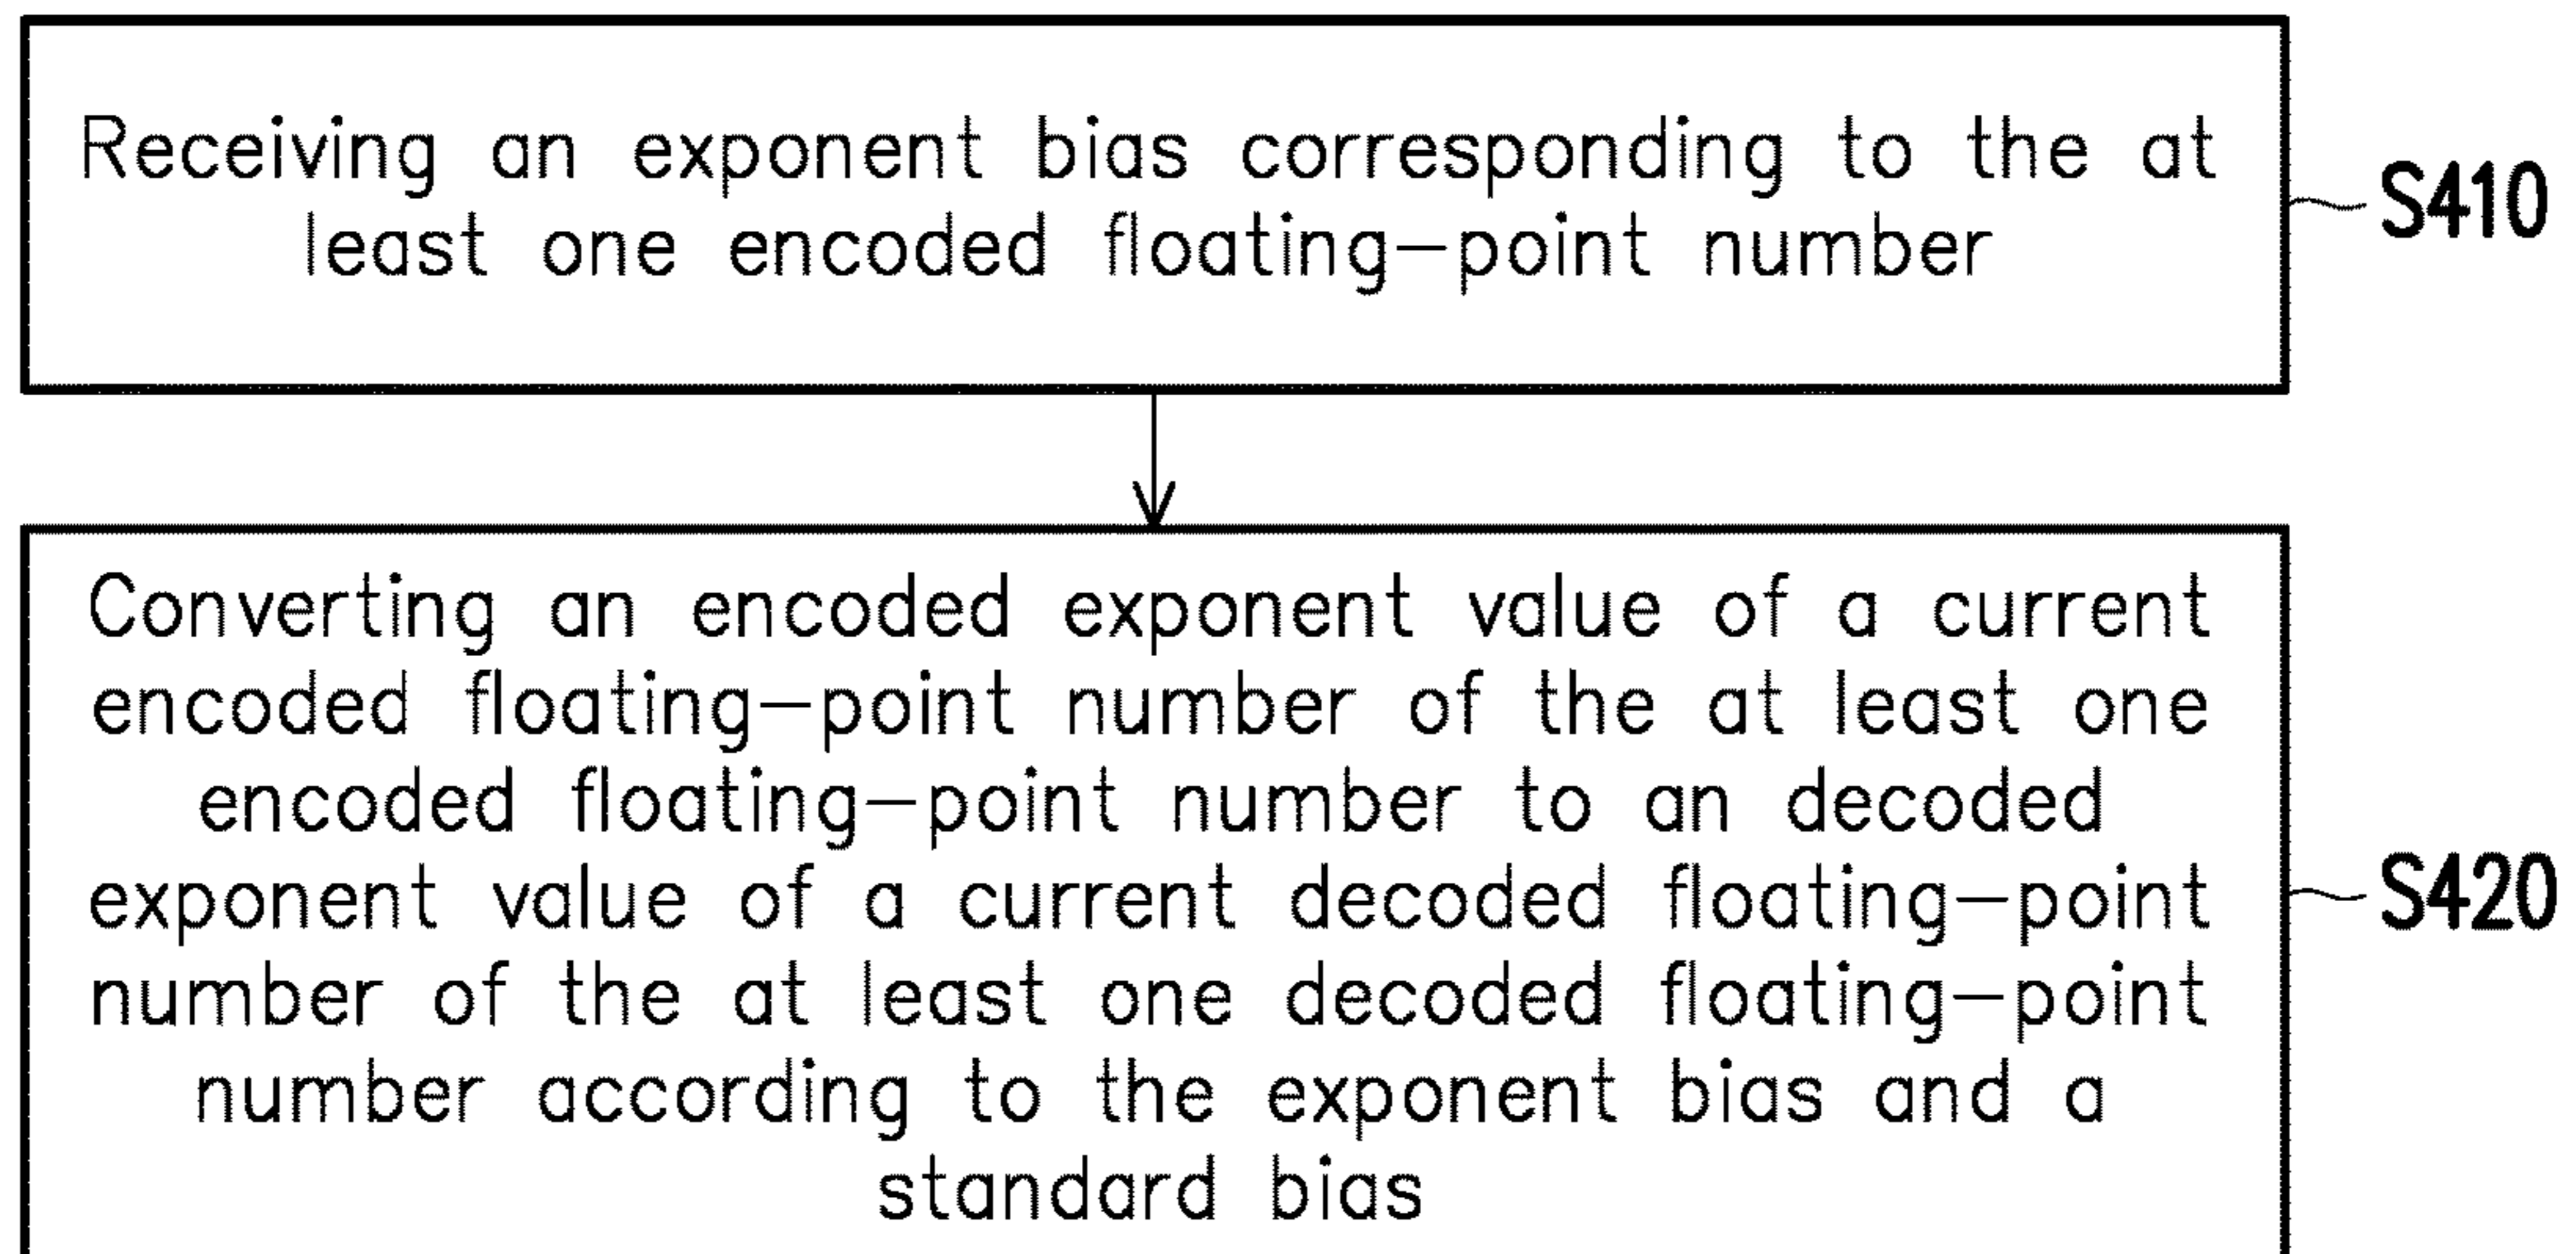 Receiving an exponent bias corresponding to the at
least one encoded floating-point number
S410
Converting an encoded exponent value of a current
encoded floating-point number of the at least one
encoded floating-point number to an decoded
exponent value of a current decoded floating-point
number of the at least one decoded floating-point
number according to the exponent bias and a
standard bias
S420